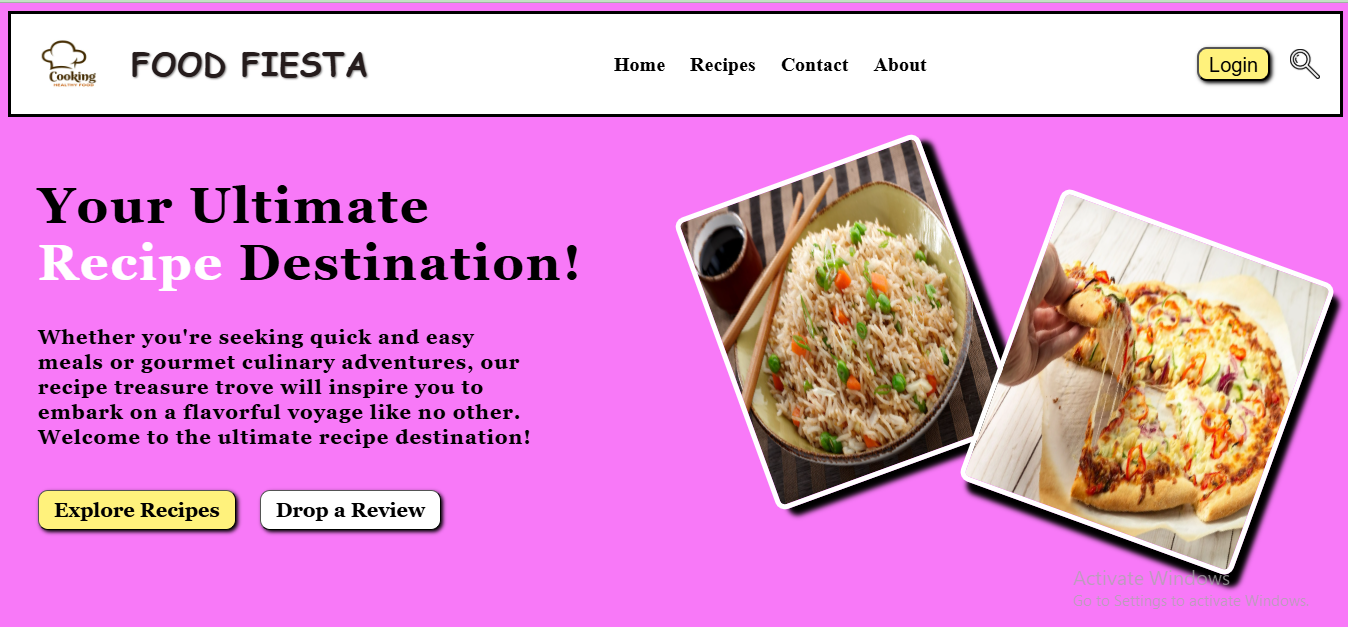 Cooking
HEALTHY FOOD
FOOD FIESTA
Home Recipes Contact About
Login
Your Ultimate
Recipe Destination!
Whether you're seeking quick and easy
meals or gourmet culinary adventures, our
recipe treasure trove will inspire you to
embark on a flavorful voyage like no other.
Welcome to the ultimate recipe destination!
Explore Recipes Drop a Review
Activate Windows
Go to settings to activate Windows.